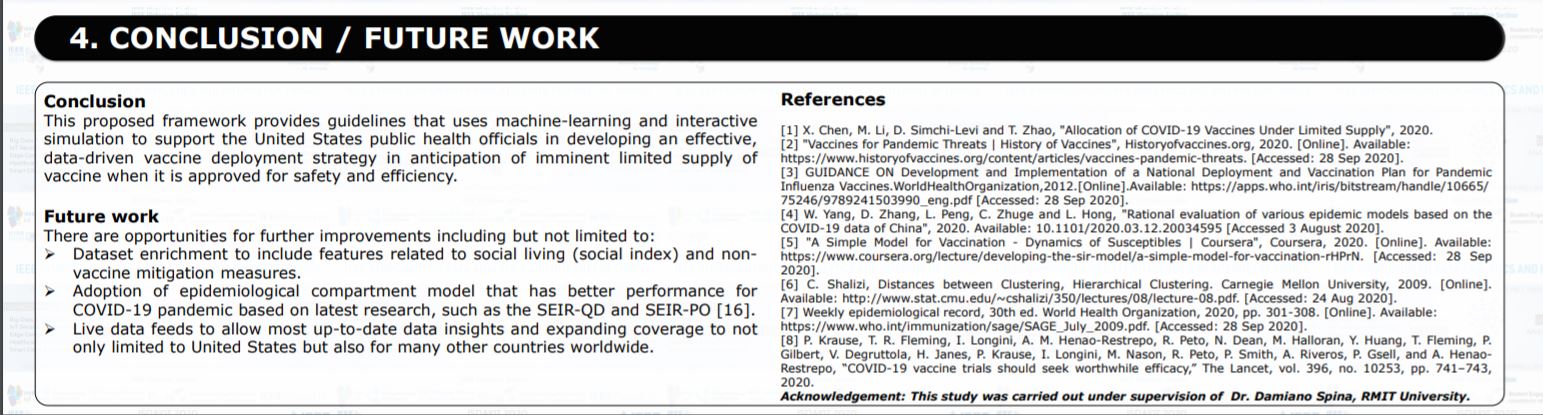 4. CONCLUSION / FUTURE WORK
Conclusion
This proposed framework provides guidelines that uses machine-learning and interactive
simulation to support the United States public health officials in developing an effective,
data-driven vaccine deployment strategy in anticipation of imminent limited supply of
vaccine when it is approved for safety and efficiency.
Future work
There are opportunities for further improvements including but not limited to:
➢ Dataset enrichment to include features related to social living (social index) and non-
vaccine mitigation measures.
➢ Adoption of epidemiological compartment model that has better performance for
COVID-19 pandemic based on latest research, such as the SEIR-QD and SEIR-PO [16].
➢ Live data feeds to allow most up-to-date data insights and expanding coverage to not
only limited to United States but also for many other countries worldwide.
References
[1] X. Chen, M. Li, D. Simchi-Levi and T. Zhao, "Allocation of COVID-19 Vaccines Under Limited Supply", 2020.
[2] "Vaccines for Pandemic Threats | History of Vaccines", Historyofvaccines.org, 2020. [Online]. Available:
https://www.historyofvaccines.org/content/articles/vaccines-pandemic-threats. [Accessed: 28 Sep 2020].
[3] GUIDANCE ON Development and Implementation of a National Deployment and Vaccination Plan for Pandemic
Influenza Vaccines.WorldHealthOrganization,2012.[Online].Available: https://apps.who.int/iris/bitstream/handle/10665/
75246/9789241503990_eng.pdf [Accessed: 28 Sep 2020].
[4] W. Yang, D. Zhang, L. Peng, C. Zhuge and L. Hong, "Rational evaluation of various epidemic models based on the
COVID-19 data of China", 2020. Available: 10.1101/2020.03.12.20034595 [Accessed 3 August 2020].
[5] "A Simple Model for Vaccination - Dynamics of Susceptibles | Coursera", Coursera, 2020. [Online]. Available:
https://www.coursera.org/lecture/developing-the-sir-model/a-simple-model-for-vaccination-rHPrN. [Accessed: 28 Sep
2020].
[6] C. Shalizi, Distances between Clustering, Hierarchical Clustering. Carnegie Mellon University, 2009. [Online].
Available: http://www.stat.cmu.edu/~cshalizi/350/lectures/08/lecture-08.pdf. [Accessed: 24 Aug 2020].
[7] Weekly epidemiological record, 30th ed. World Health Organization, 2020, pp. 301-308. [Online]. Available:
https://www.who.int/immunization/sage/SAGE_July_2009.pdf. [Accessed: 28 Sep 2020].
[8] P. Krause, T. R. Fleming, I. Longini, A. M. Henao-Restrepo, R. Peto, N. Dean, M. Halloran, Y. Huang, T. Fleming, P.
Gilbert, V. Degruttola, H. Janes, P. Krause, I. Longini, M. Nason, R. Peto, P. Smith, A. Riveros, P. Gsell, and A. Henao-
Restrepo, "COVID-19 vaccine trials should seek worthwhile efficacy," The Lancet, vol. 396, no. 10253, pp. 741–743,
2020.
Acknowledgement: This study was carried out under supervision of Dr. Damiano Spina, RMIT University.